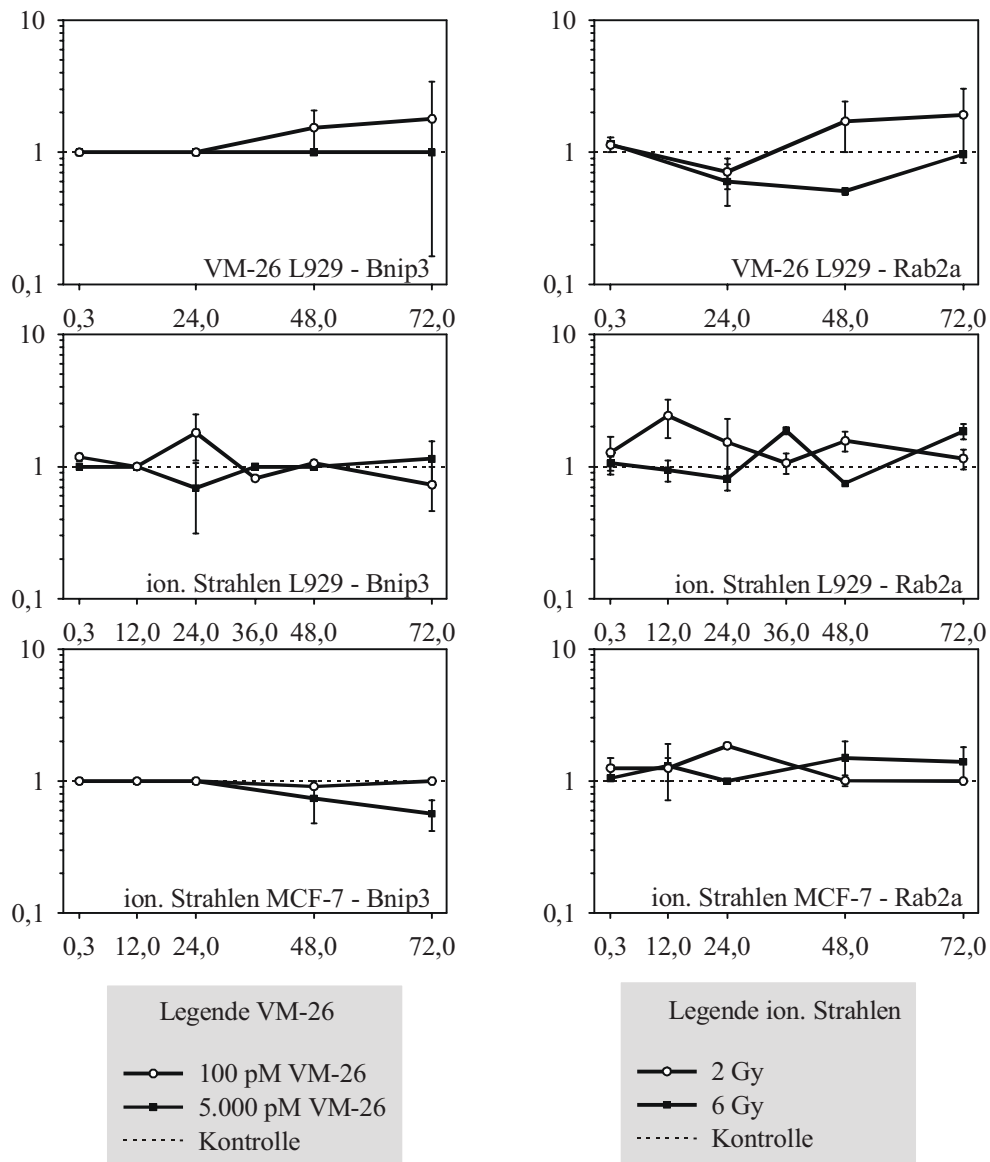 10
1
0,1
VM-26 L929 - Bnip3
0,3 24,0 48,0 72,0
10
1
0,1
VM-26 L929 - Rab2a
0,3 24,0 48,0 72,0
10
1
0,1
ion. Strahlen L929 - Bnip3
0,3 12,0 24,0 36,0 48,0 72,0
10
1
0,1
ion. Strahlen L929 - Rab2a
0,3 12,0 24,0 36,0 48,0 72,0
10
1
0,1
ion. Strahlen MCF-7 - Bnip3
0,3 12,0 24,0 48,0 72,0
10
1
0,1
ion. Strahlen MCF-7 - Rab2a
0,3 12,0 24,0 48,0 72,0
Legende VM-26
100 pM VM-26
5.000 pM VM-26
Kontrolle
Legende ion. Strahlen
2 Gy
6 Gy
Kontrolle